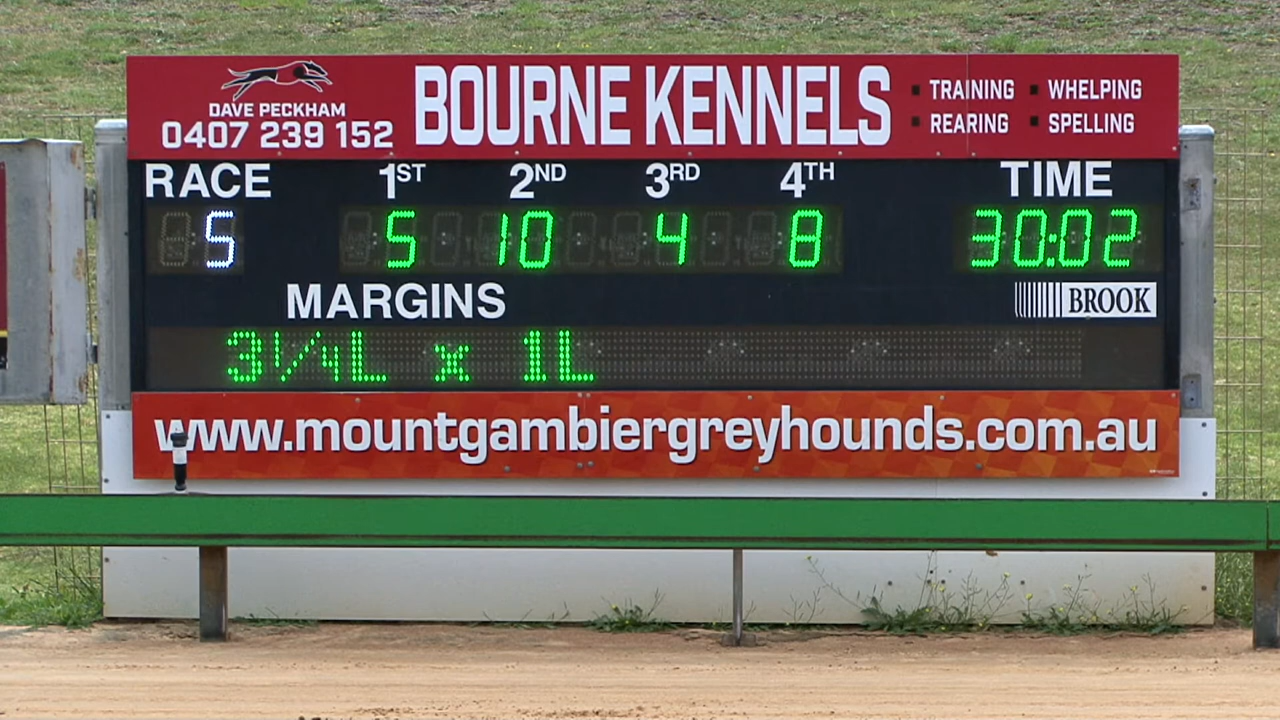 DAVE PECKHAM
0407 239 152
BOURNE KENNELS
TRAINING WHELPING
REARING SPELLING
RACE 1ST 2ND 3RD 4TH TIME
5 5 10 4 8 30:02
MARGINS BROOK
3¼L x 1L
www.mountgambiergreyhounds.com.au